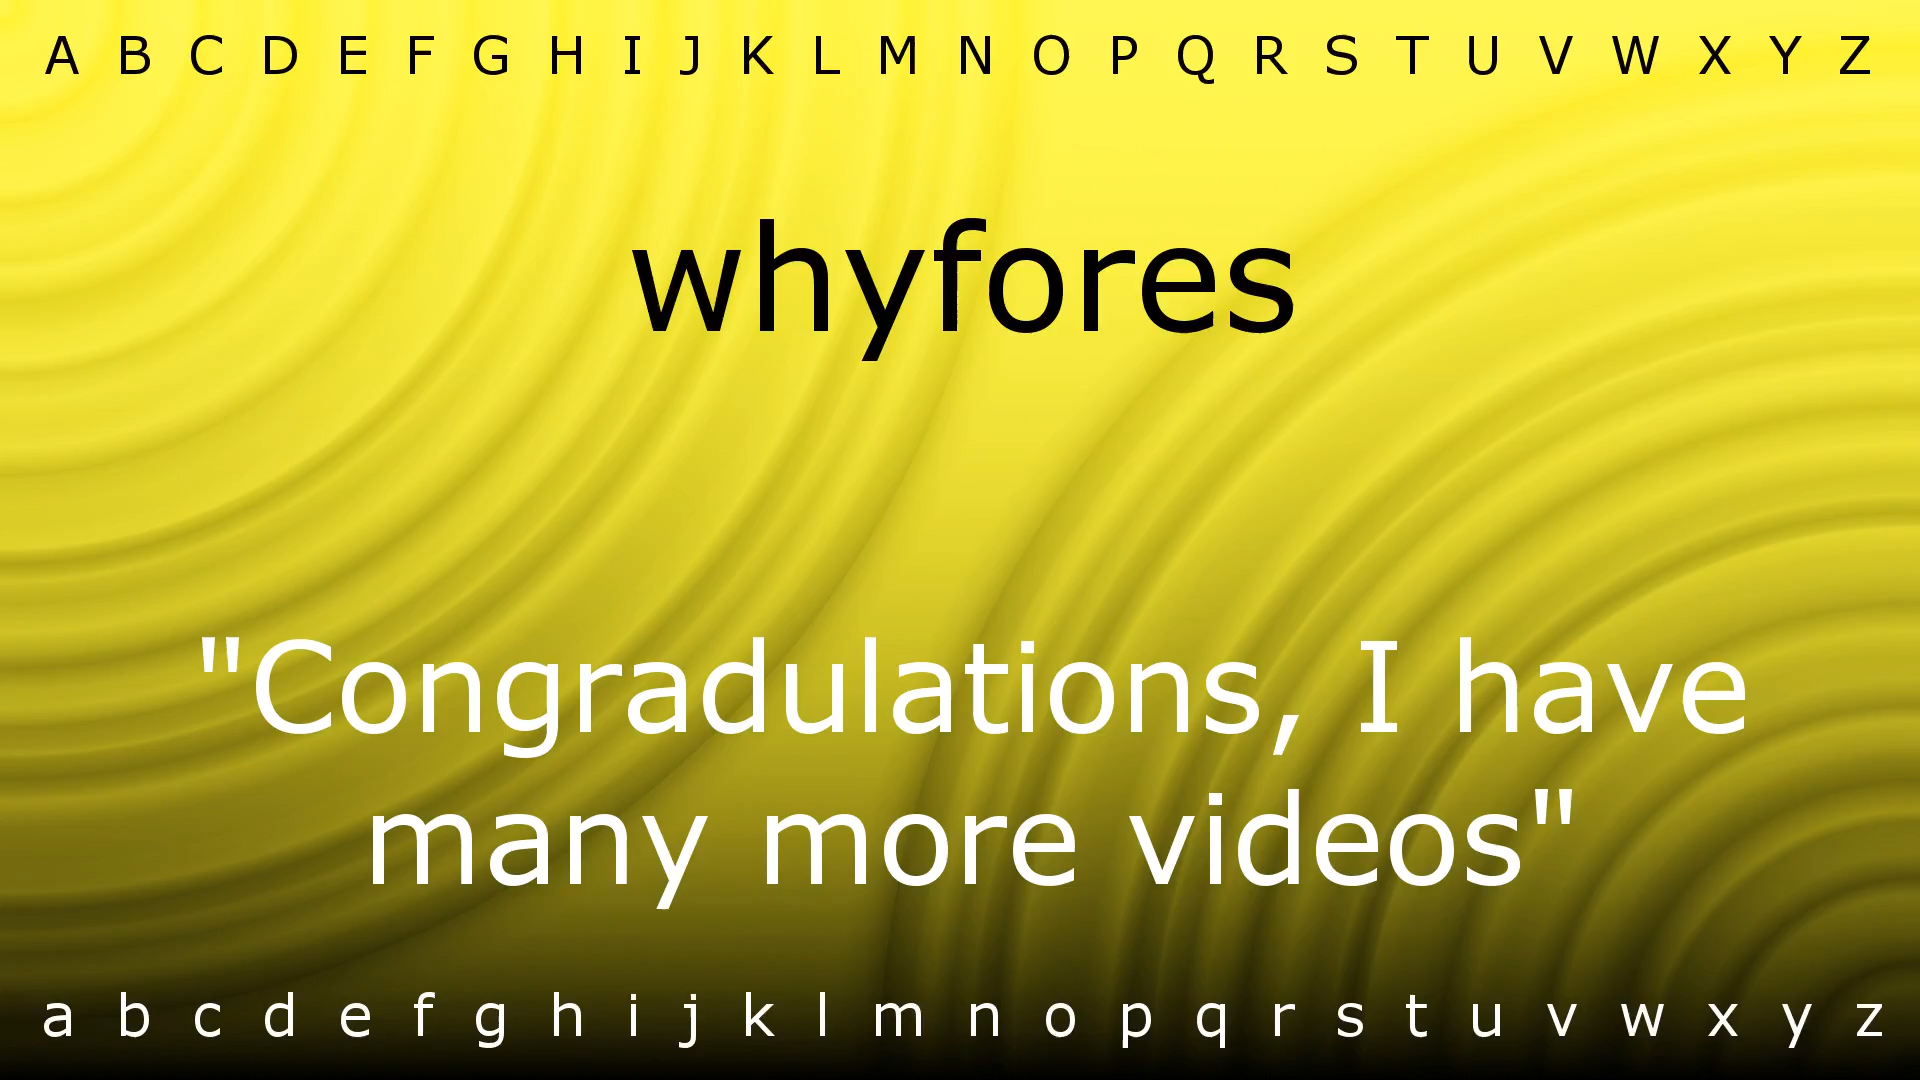 A B C D E F G H I J K L M N O P Q R S T U V W X Y Z
whyfores
"Congradulations, I have
many more videos"
a b c d e f g h i j k l m n o p q r s t u v w x y z